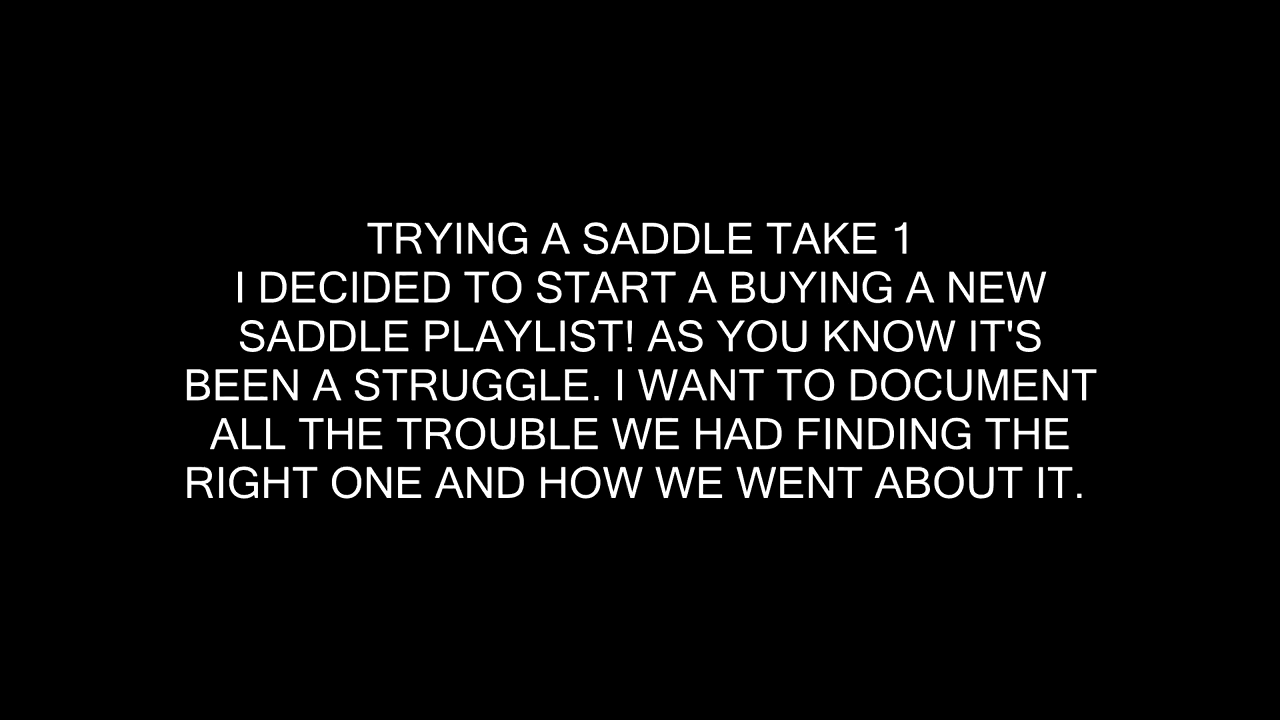 TRYING A SADDLE TAKE 1
I DECIDED TO START A BUYING A NEW
SADDLE PLAYLIST! AS YOU KNOW IT'S
BEEN A STRUGGLE. I WANT TO DOCUMENT
ALL THE TROUBLE WE HAD FINDING THE
RIGHT ONE AND HOW WE WENT ABOUT IT.